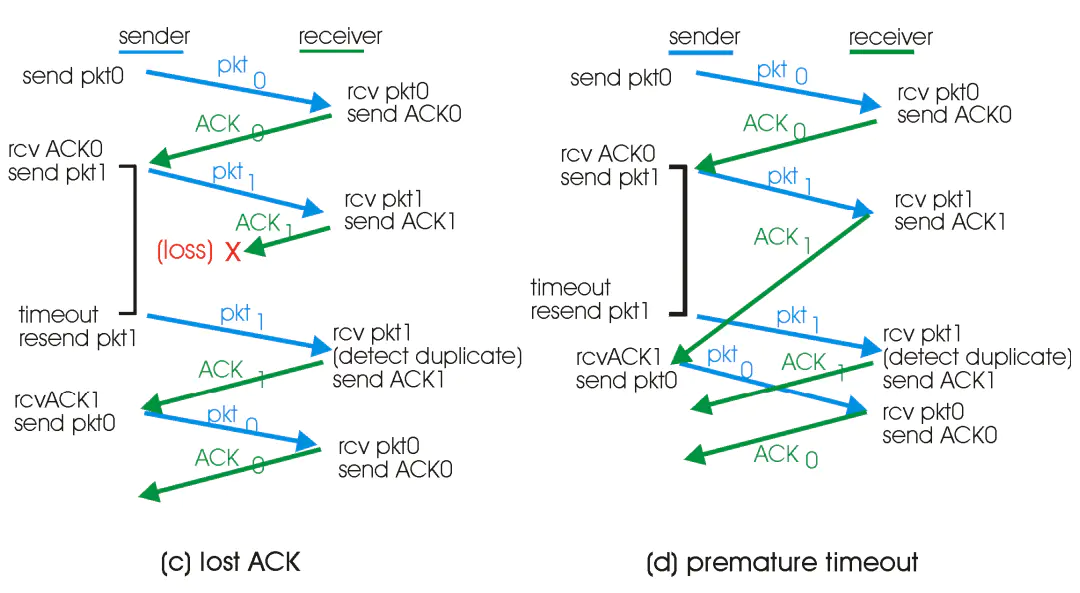 sender
receiver
send pkt0
pkt 0
rcv pkt0
send ACK0
ACK 0
rcv ACK0
send pkt1
pkt 1
rcv pkt1
send ACK1
ACK 1
(loss) X
timeout
resend pkt1
pkt 1
rcv pkt1
(detect duplicate)
send ACK1
ACK 1
rcvACK1
send pkt0
pkt 0
rcv pkt0
send ACK0
ACK 0
(c) lost ACK
sender
receiver
send pkt0
pkt 0
rcv pkt0
send ACK0
ACK 0
rcv ACK0
send pkt1
pkt 1
rcv pkt1
send ACK1
ACK 1
timeout
resend pkt1
pkt 1
rcv pkt1
(detect duplicate)
send ACK1
rcvACK1
send pkt0
pkt 0
ACK 1
rcv pkt0
send ACK0
ACK 0
(d) premature timeout